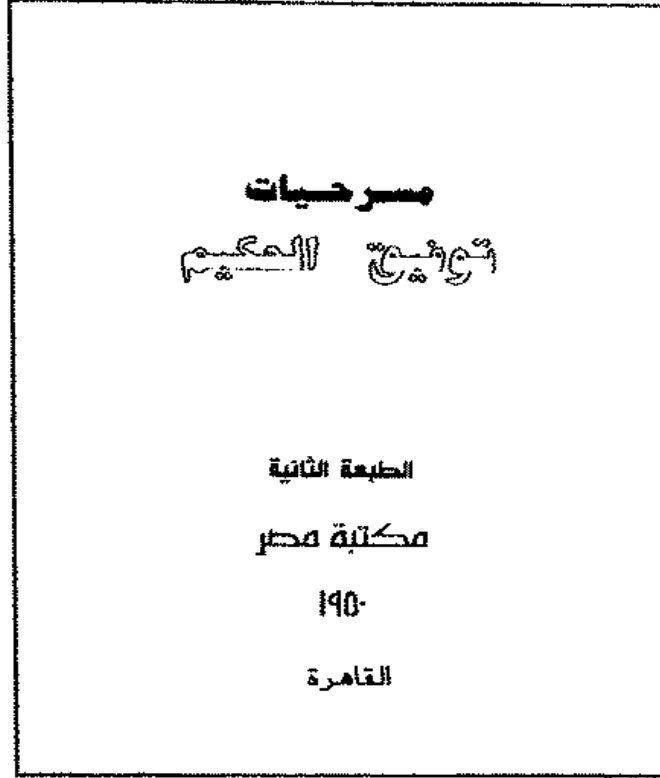 مسرحيات
توفيق الحكيم
الطبعة الثانية
مكتبة مصر
١٩٥٠
القاهرة